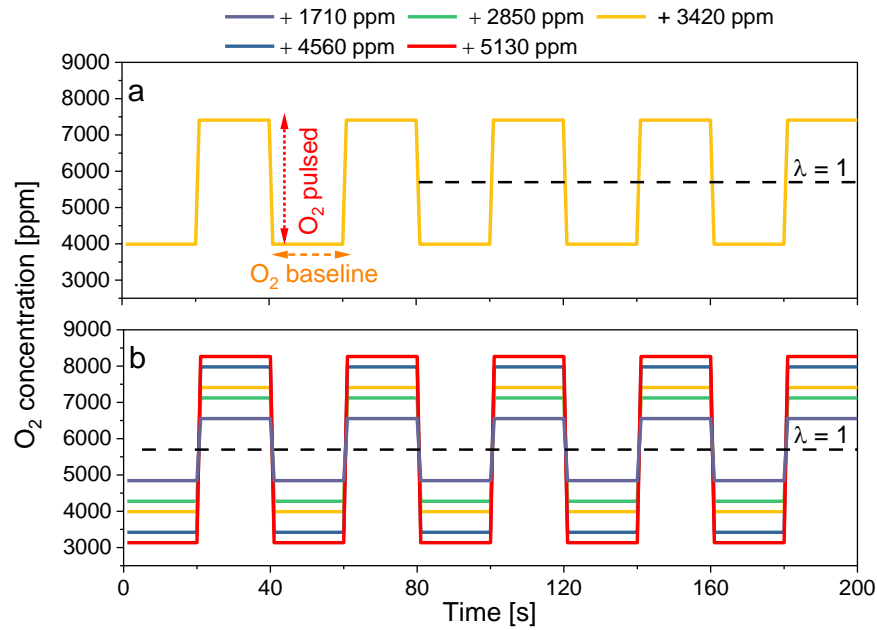 + 1710 ppm + 2850 ppm + 3420 ppm
+ 4560 ppm + 5130 ppm
O₂ concentration [ppm]
a
9000
8000
7000
6000
5000
4000
3000
O₂ pulsed
O₂ baseline
λ = 1
b
9000
8000
7000
6000
5000
4000
3000
λ = 1
0 40 80 120 160 200
Time [s]